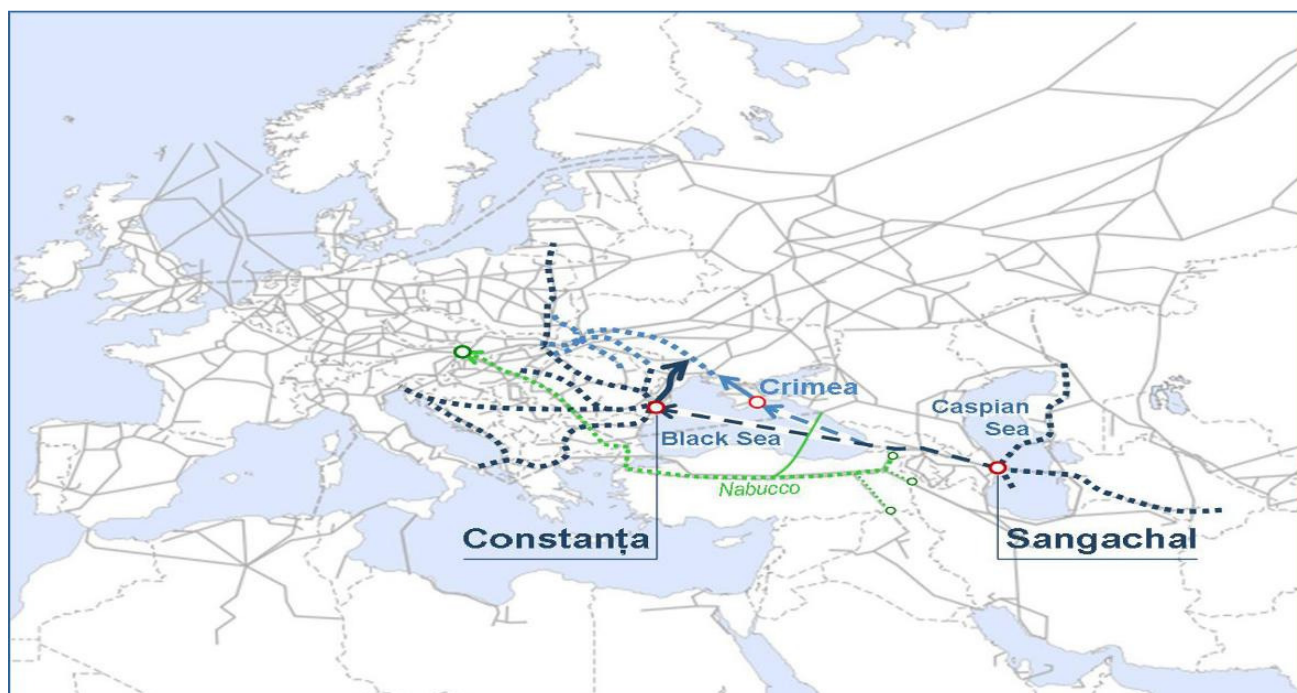 Crimea
Caspian
Sea
Black Sea
Nabucco
Constanța
Sangachal